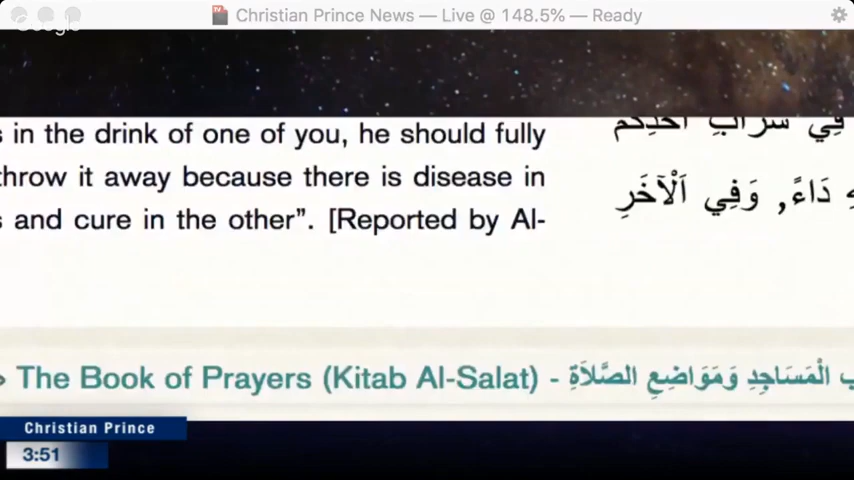 Christian Prince News — Live @ 148.5% — Ready
Google
in the drink of one of you, he should fully
throw it away because there is disease in
and cure in the other”. [Reported by Al-
فِي شَرَابِ أَحَدِكُمْ
دَاءً, وَفِي اَلْآخَرِ
The Book of Prayers (Kitab Al-Salat) - الْمَسَاجِدِ وَمَوَاضِعِ الصَّلاَةِ
Christian Prince
3:51